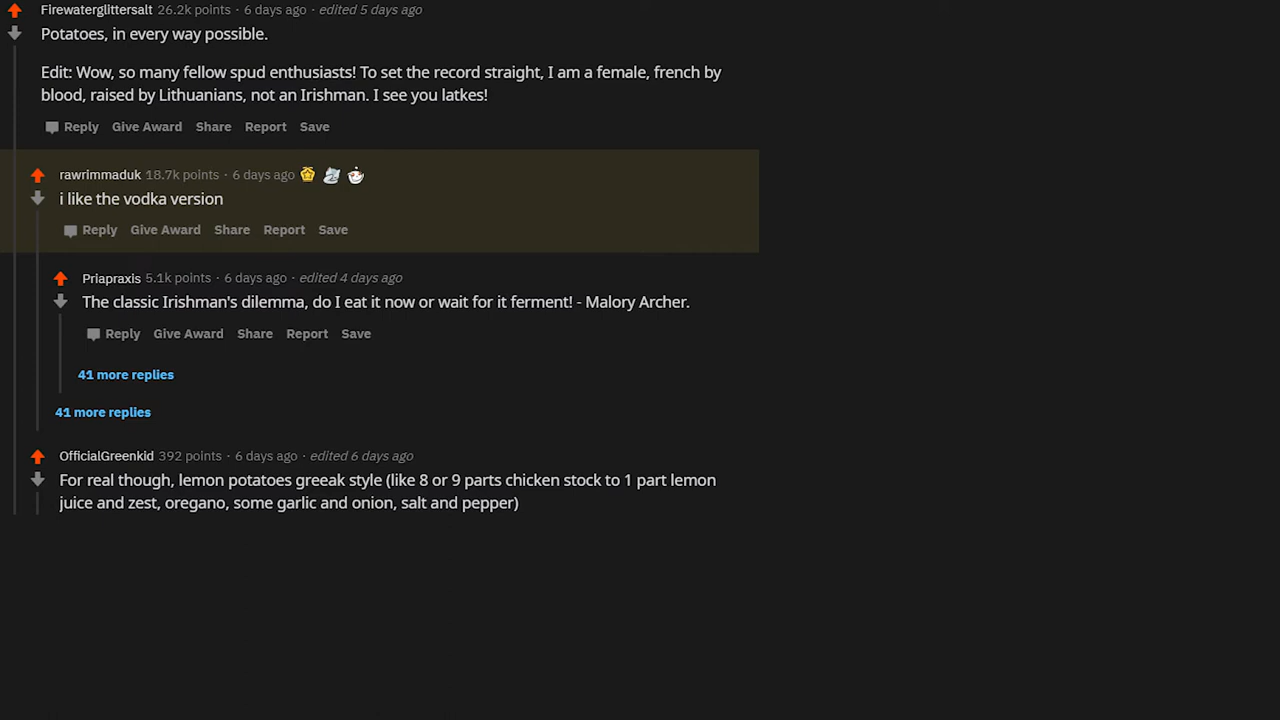 Firewaterglittersalt 26.2k points · 6 days ago · edited 5 days ago
Potatoes, in every way possible.
Edit: Wow, so many fellow spud enthusiasts! To set the record straight, I am a female, french by
blood, raised by Lithuanians, not an Irishman. I see you latkes!
Reply Give Award Share Report Save
rawrimmaduk 18.7k points · 6 days ago
i like the vodka version
Reply Give Award Share Report Save
Priapraxis 5.1k points · 6 days ago · edited 4 days ago
The classic Irishman's dilemma, do I eat it now or wait for it ferment! - Malory Archer.
Reply Give Award Share Report Save
41 more replies
41 more replies
OfficialGreenkid 392 points · 6 days ago · edited 6 days ago
For real though, lemon potatoes greeak style (like 8 or 9 parts chicken stock to 1 part lemon
juice and zest, oregano, some garlic and onion, salt and pepper)